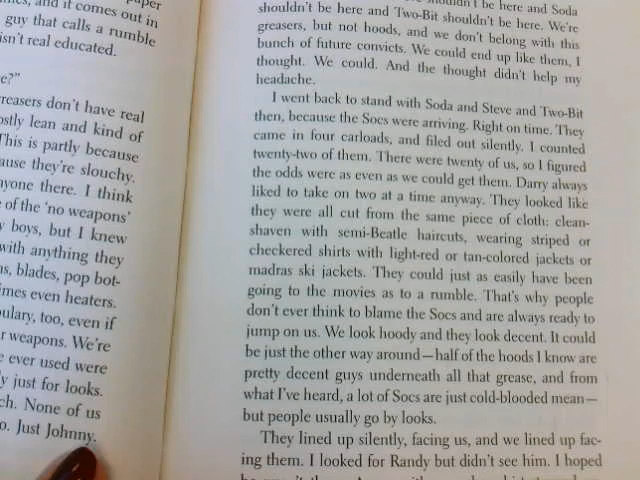 paper
and it comes out in
guy that calls a rumble
isn't real educated.
e?"
reasers don't have real
ostly lean and kind of
This is partly because
ause they're slouchy.
nyone there. I think
of the 'no weapons'
y boys, but I knew
with anything they
ns, blades, pop bot-
imes even heaters.
bulary, too, even if
r weapons. We're
e ever used were
y just for looks.
ch. None of us
o. Just Johnny.
shouldn't be here and Soda
shouldn't be here and Two-Bit shouldn't be here. We're
greasers, but not hoods, and we don't belong with this
bunch of future convicts. We could end up like them, I
thought. We could. And the thought didn't help my
headache.
I went back to stand with Soda and Steve and Two-Bit
then, because the Socs were arriving. Right on time. They
came in four carloads, and filed out silently. I counted
twenty-two of them. There were twenty of us, so I figured
the odds were as even as we could get them. Darry always
liked to take on two at a time anyway. They looked like
they were all cut from the same piece of cloth: clean-
shaven with semi-Beatle haircuts, wearing striped or
checkered shirts with light-red or tan-colored jackets or
madras ski jackets. They could just as easily have been
going to the movies as to a rumble. That's why people
don't ever think to blame the Socs and are always ready to
jump on us. We look hoody and they look decent. It could
be just the other way around—half of the hoods I know are
pretty decent guys underneath all that grease, and from
what I've heard, a lot of Socs are just cold-blooded mean—
but people usually go by looks.
They lined up silently, facing us, and we lined up fac-
ing them. I looked for Randy but didn't see him. I hoped